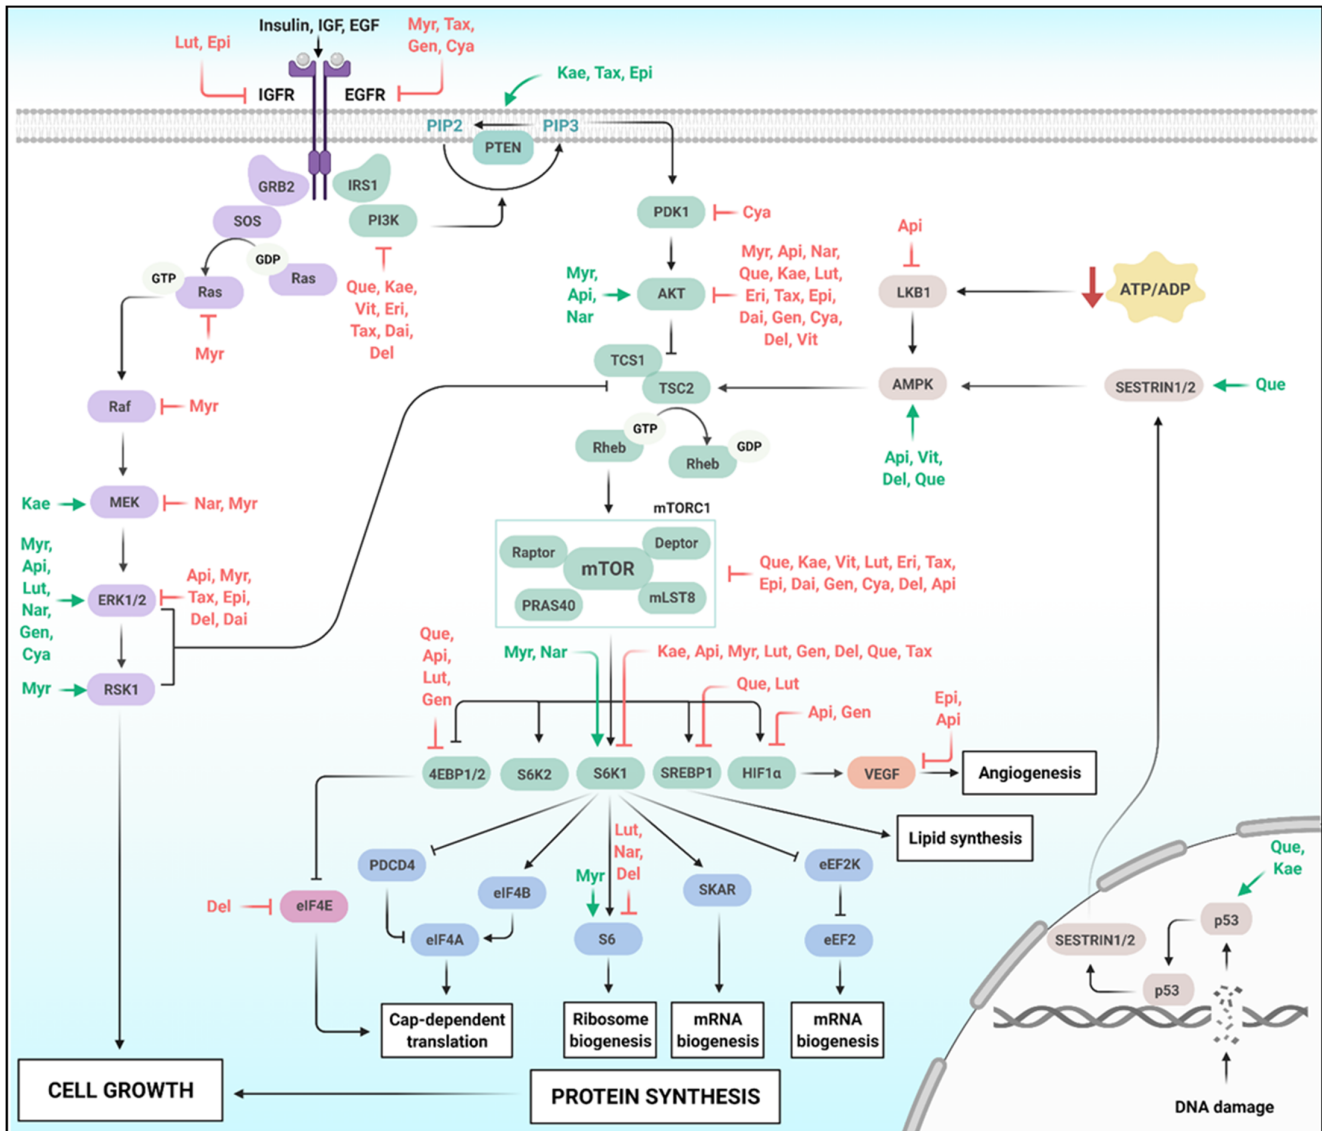 Insulin, IGF, EGF
Lut, Epi
Myr, Tax,
Gen, Cya
IGFR
EGFR
Kae, Tax, Epi
PIP2
PIP3
PTEN
GRB2
IRS1
SOS
PI3K
GTP
GDP
Ras
Ras
Myr
Que, Kae,
Vit, Eri,
Tax, Dai,
Del
PDK1
Cya
Myr,
Api,
Nar
AKT
Myr, Api, Nar,
Que, Kae, Lut,
Eri, Tax, Epi,
Dai, Gen, Cya,
Del, Vit
Api
LKB1
ATP/ADP
TCS1
TSC2
AMPK
SESTRIN1/2
Que
Api, Vit,
Del, Que
Raf
Myr
GTP
Rheb
Rheb
GDP
Kae
MEK
Nar, Myr
mTORC1
Raptor
Deptor
mTOR
PRAS40
mLST8
Que, Kae, Vit, Lut, Eri, Tax,
Epi, Dai, Gen, Cya, Del, Api
Myr,
Api,
Lut,
Nar,
Gen,
Cya
ERK1/2
Api, Myr,
Tax, Epi,
Del, Dai
Myr
RSK1
Que,
Api,
Lut,
Gen
Myr, Nar
Kae, Api, Myr, Lut, Gen, Del, Que, Tax
Que, Lut
Api, Gen
Epi,
Api
4EBP1/2
S6K2
S6K1
SREBP1
HIF1α
VEGF
Angiogenesis
Lipid synthesis
PDCD4
eIF4B
Lut,
Nar,
Del
Myr
SKAR
eEF2K
Del
eIF4E
eIF4A
S6
eEF2
Que,
Kae
p53
SESTRIN1/2
p53
Cap-dependent
translation
Ribosome
biogenesis
mRNA
biogenesis
mRNA
biogenesis
CELL GROWTH
PROTEIN SYNTHESIS
DNA damage